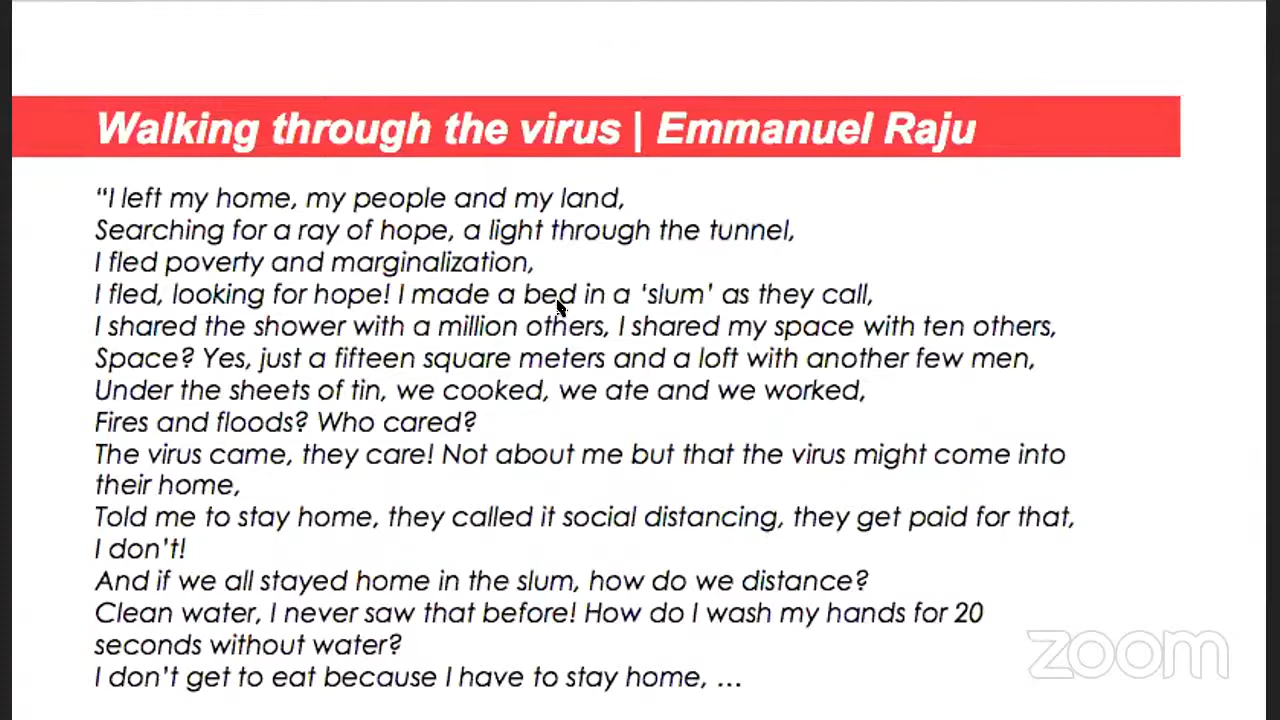 Walking through the virus | Emmanuel Raju
“I left my home, my people and my land,
Searching for a ray of hope, a light through the tunnel,
I fled poverty and marginalization,
I fled, looking for hope! I made a bed in a ‘slum’ as they call,
I shared the shower with a million others, I shared my space with ten others,
Space? Yes, just a fifteen square meters and a loft with another few men,
Under the sheets of tin, we cooked, we ate and we worked,
Fires and floods? Who cared?
The virus came, they care! Not about me but that the virus might come into
their home,
Told me to stay home, they called it social distancing, they get paid for that,
I don’t!
And if we all stayed home in the slum, how do we distance?
Clean water, I never saw that before! How do I wash my hands for 20
seconds without water?
I don’t get to eat because I have to stay home, …
zoom